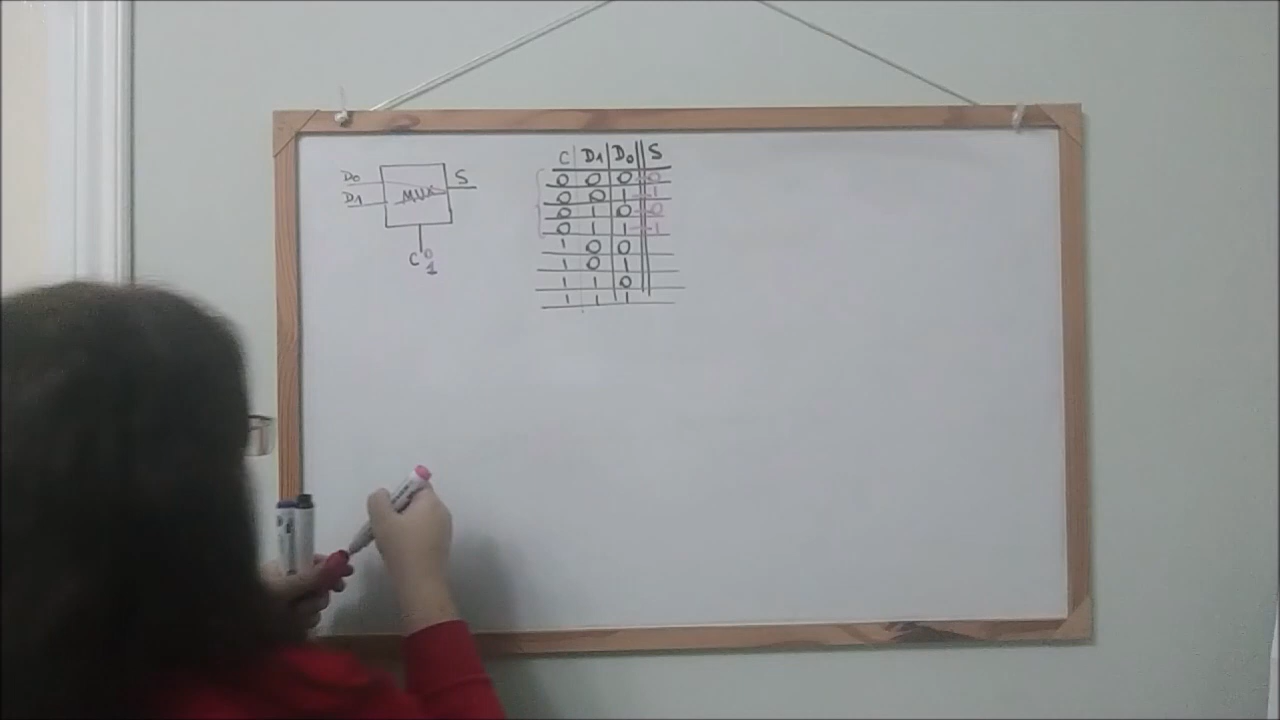 D0
D1
MUX
S
C 0
1
C D1 D0 S
0 0 0 0
0 0 1 1
0 1 0 0
0 1 1 1
1 0 0
1 0 1
1 1 0
1 1 1